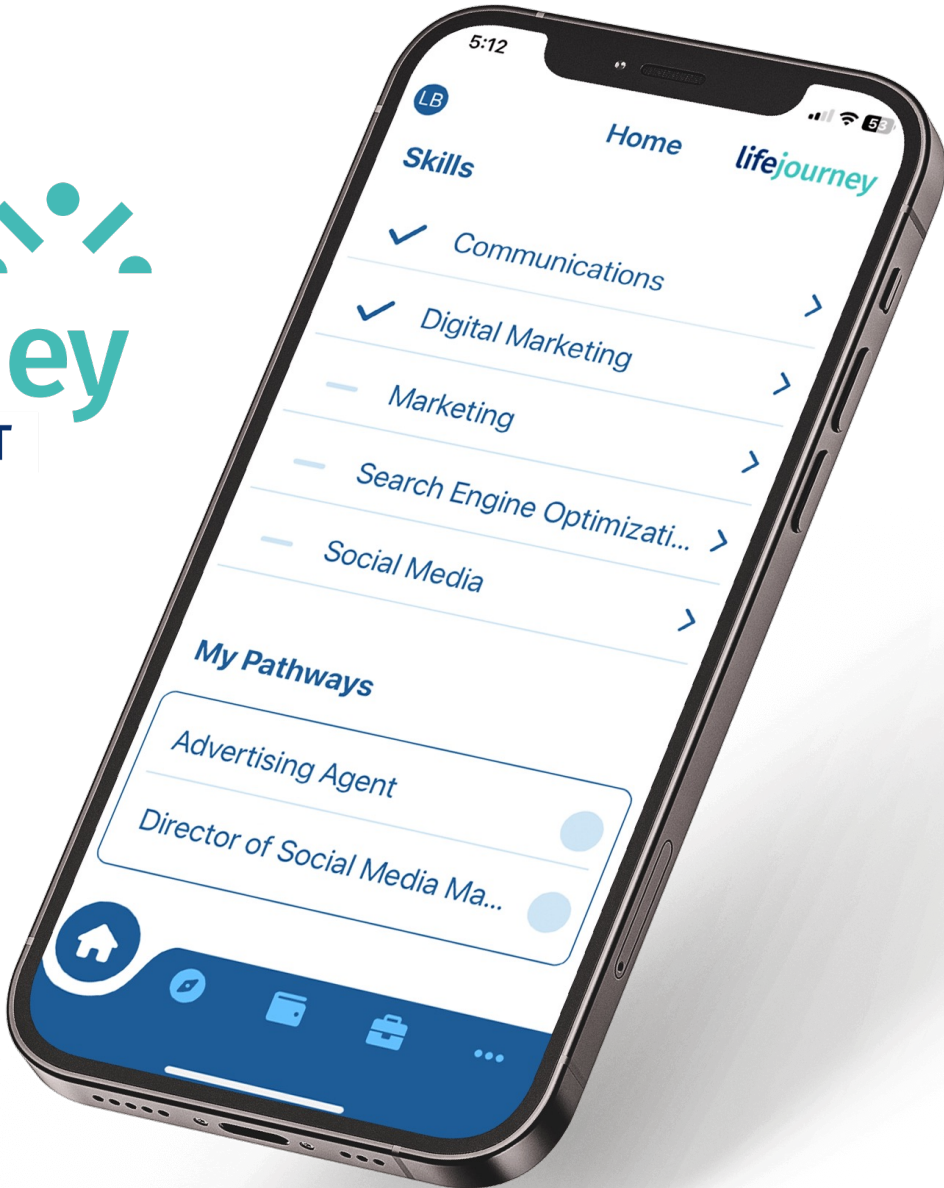 ey
T
5:12
53
LB
Home
lifejourney
Skills
Communications
Digital Marketing
Marketing
Search Engine Optimizati...
Social Media
My Pathways
Advertising Agent
Director of Social Media Ma...